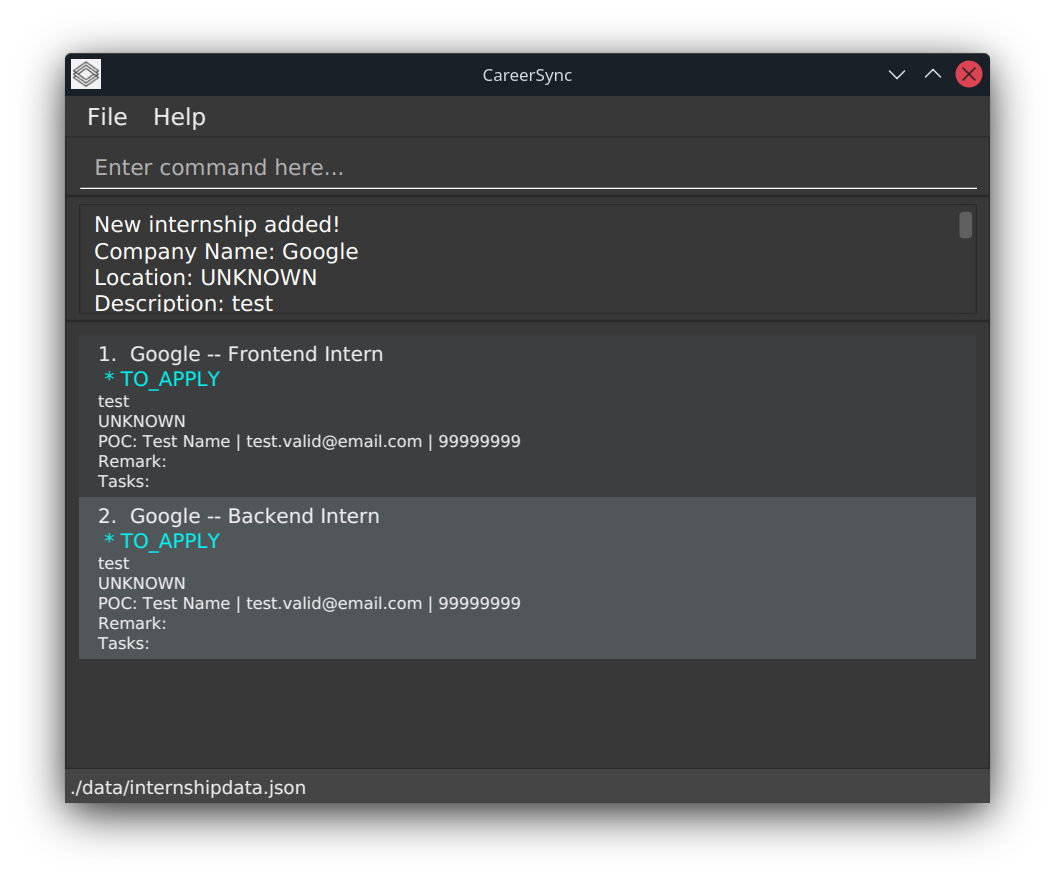 CareerSync
File Help
Enter command here...
New internship added!
Company Name: Google
Location: UNKNOWN
Description: test
1. Google -- Frontend Intern
* TO_APPLY
test
UNKNOWN
POC: Test Name | test.valid@email.com | 99999999
Remark:
Tasks:
2. Google -- Backend Intern
* TO_APPLY
test
UNKNOWN
POC: Test Name | test.valid@email.com | 99999999
Remark:
Tasks:
./data/internshipdata.json